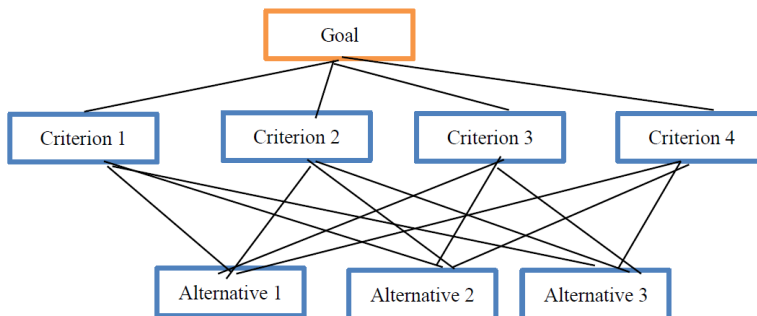 Goal
Criterion 1
Criterion 2
Criterion 3
Criterion 4
Alternative 1
Alternative 2
Alternative 3